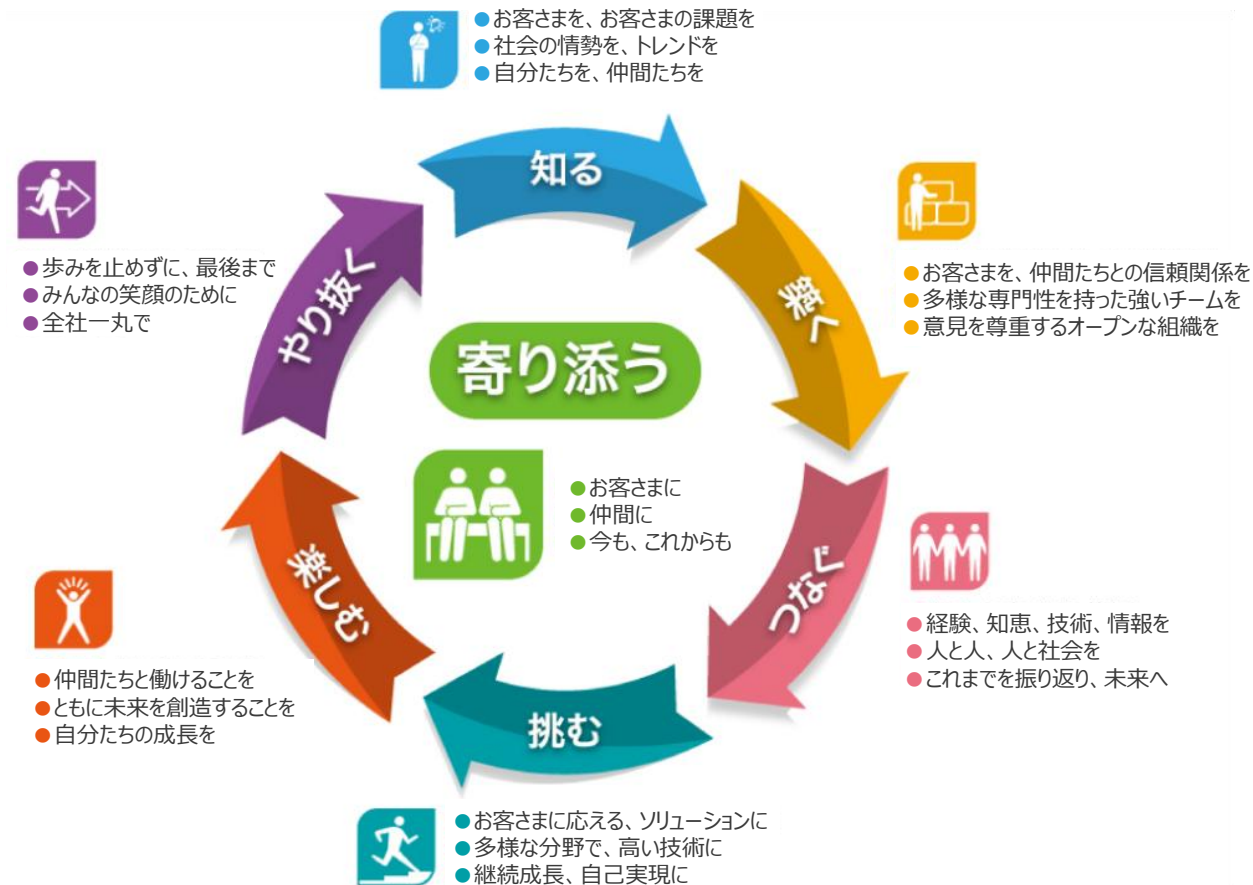 ●お客さまを、お客さまの課題を
●社会の情勢を、トレンドを
●自分たちを、仲間たちを
知る
築く
●お客さまを、仲間たちとの信頼関係を
●多様な専門性を持った強いチームを
●意見を尊重するオープンな組織を
つなぐ
●経験、知恵、技術、情報を
●人と人、人と社会を
●これまでを振り返り、未来へ
挑む
●お客さまに応える、ソリューションに
●多様な分野で、高い技術に
●継続成長、自己実現に
楽しむ
●仲間たちと働けることを
●ともに未来を創造することを
●自分たちの成長を
やり抜く
●歩みを止めずに、最後まで
●みんなの笑顔のために
●全社一丸で
寄り添う
●お客さまに
●仲間に
●今も、これからも